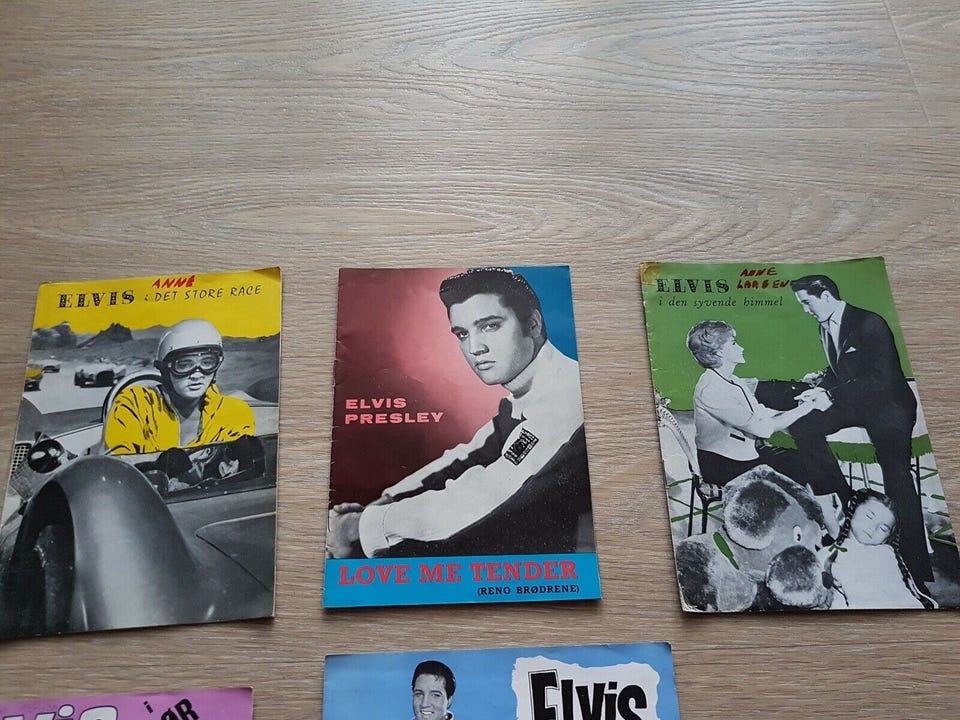 ANNE
ELVIS i DET STORE RACE
ELVIS
PRESLEY
LOVE ME TENDER
(RENO BRØDRENE)
ANNE
ELVIS LARSEN
i den syvende himmel
i
ElVis